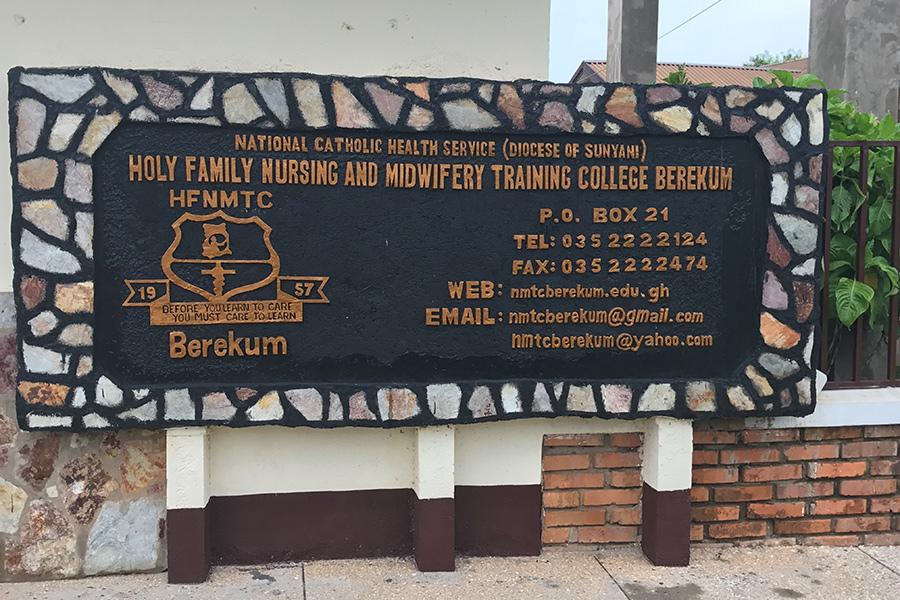 NATIONAL CATHOLIC HEALTH SERVICE (DIOCESE OF SUNYANI)
HOLY FAMILY NURSING AND MIDWIFERY TRAINING COLLEGE BEREKUM
HFNMTC
19 57
BEFORE YOU LEARN TO CARE
YOU MUST CARE TO LEARN
Berekum
P.O. BOX 21
TEL: 035 2222124
FAX: 035 2222474
WEB: nmtcberekum.edu.gh
EMAIL: nmtcberekum@gmail.com
hmtcberekum@yahoo.com